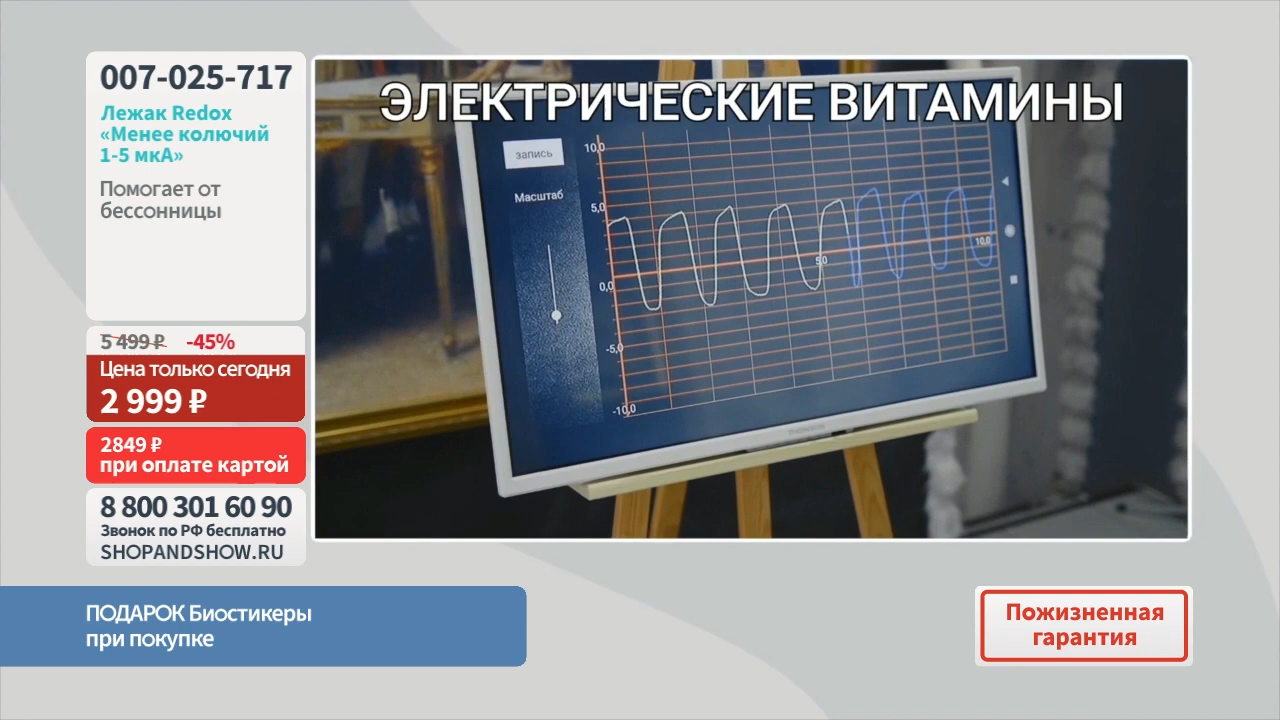 007-025-717
Лежак Redox
«Менее колючий
1-5 мкА»
Помогает от
бессонницы
5 499 ₽ -45%
Цена только сегодня
2 999 ₽
2849 ₽
при оплате картой
8 800 301 60 90
Звонок по РФ бесплатно
SHOPANDSHOW.RU
ЭЛЕКТРИЧЕСКИЕ ВИТАМИНЫ
запись
Масштаб
10,0
5,0
0,0
-5,0
-10,0
5,0
10,0
ПОДАРОК Биостикеры
при покупке
Пожизненная
гарантия